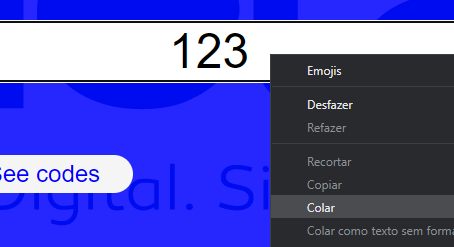 123
Emojis
Desfazer
Refazer
Recortar
Copiar
Colar
Colar como texto sem forma
See codes
Digital. Si